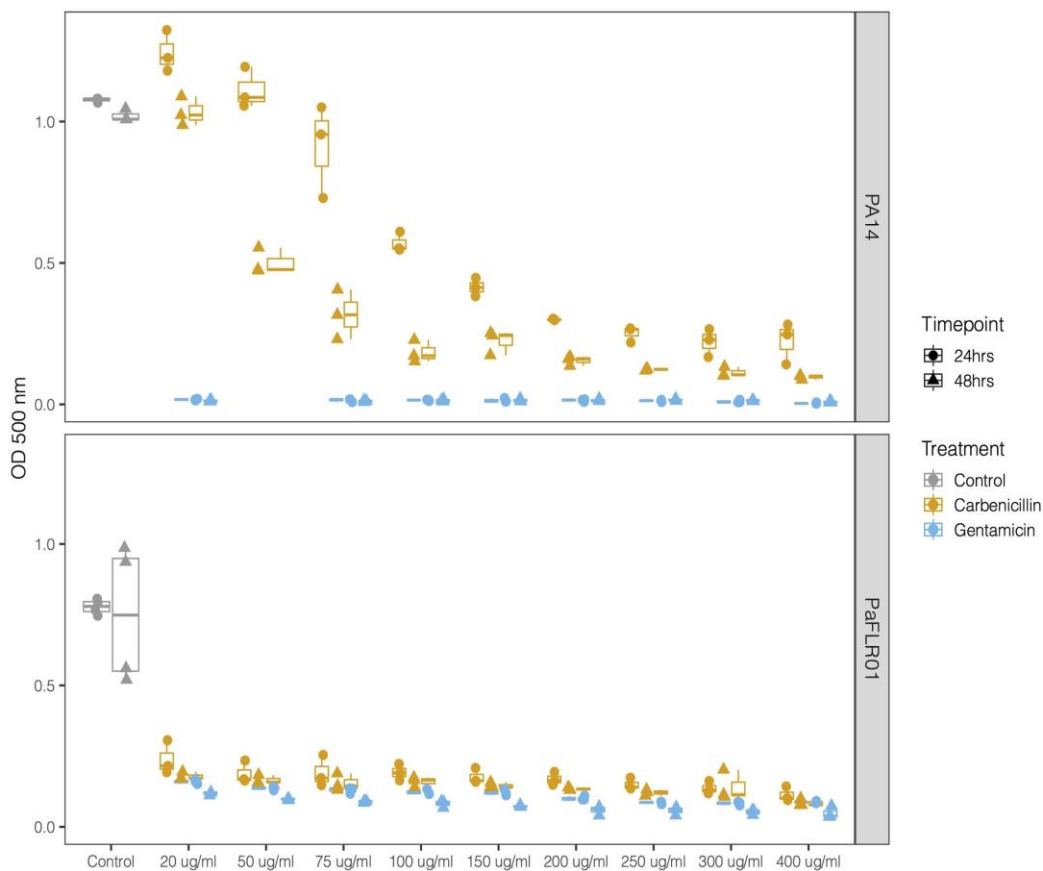 1.0
0.5
0.0
PA14
OD 500 nm
1.0
0.5
0.0
PaFLR01
Control 20 ug/ml 50 ug/ml 75 ug/ml 100 ug/ml 150 ug/ml 200 ug/ml 250 ug/ml 300 ug/ml 400 ug/ml
Timepoint
24hrs
48hrs
Treatment
Control
Carbenicillin
Gentamicin